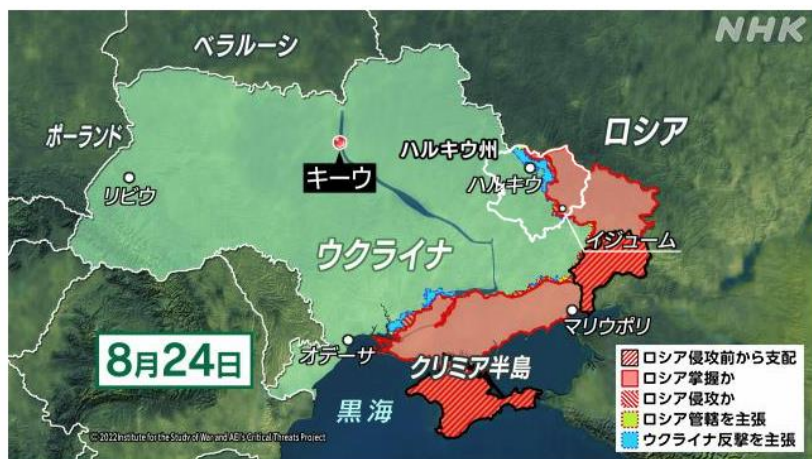 NHK
ベラルーシ
ポーランド
ロシア
ハルキウ州
キーウ
リビウ
ハルキウ
ウクライナ
イジューム
マリウポリ
オデーサ
8月24日
クリミア半島
黒海
ロシア侵攻前から支配
ロシア掌握か
ロシア侵攻か
ロシア管轄を主張
ウクライナ反撃を主張
© 2022Institute for the Study of War and AEI's Critical Threats Project